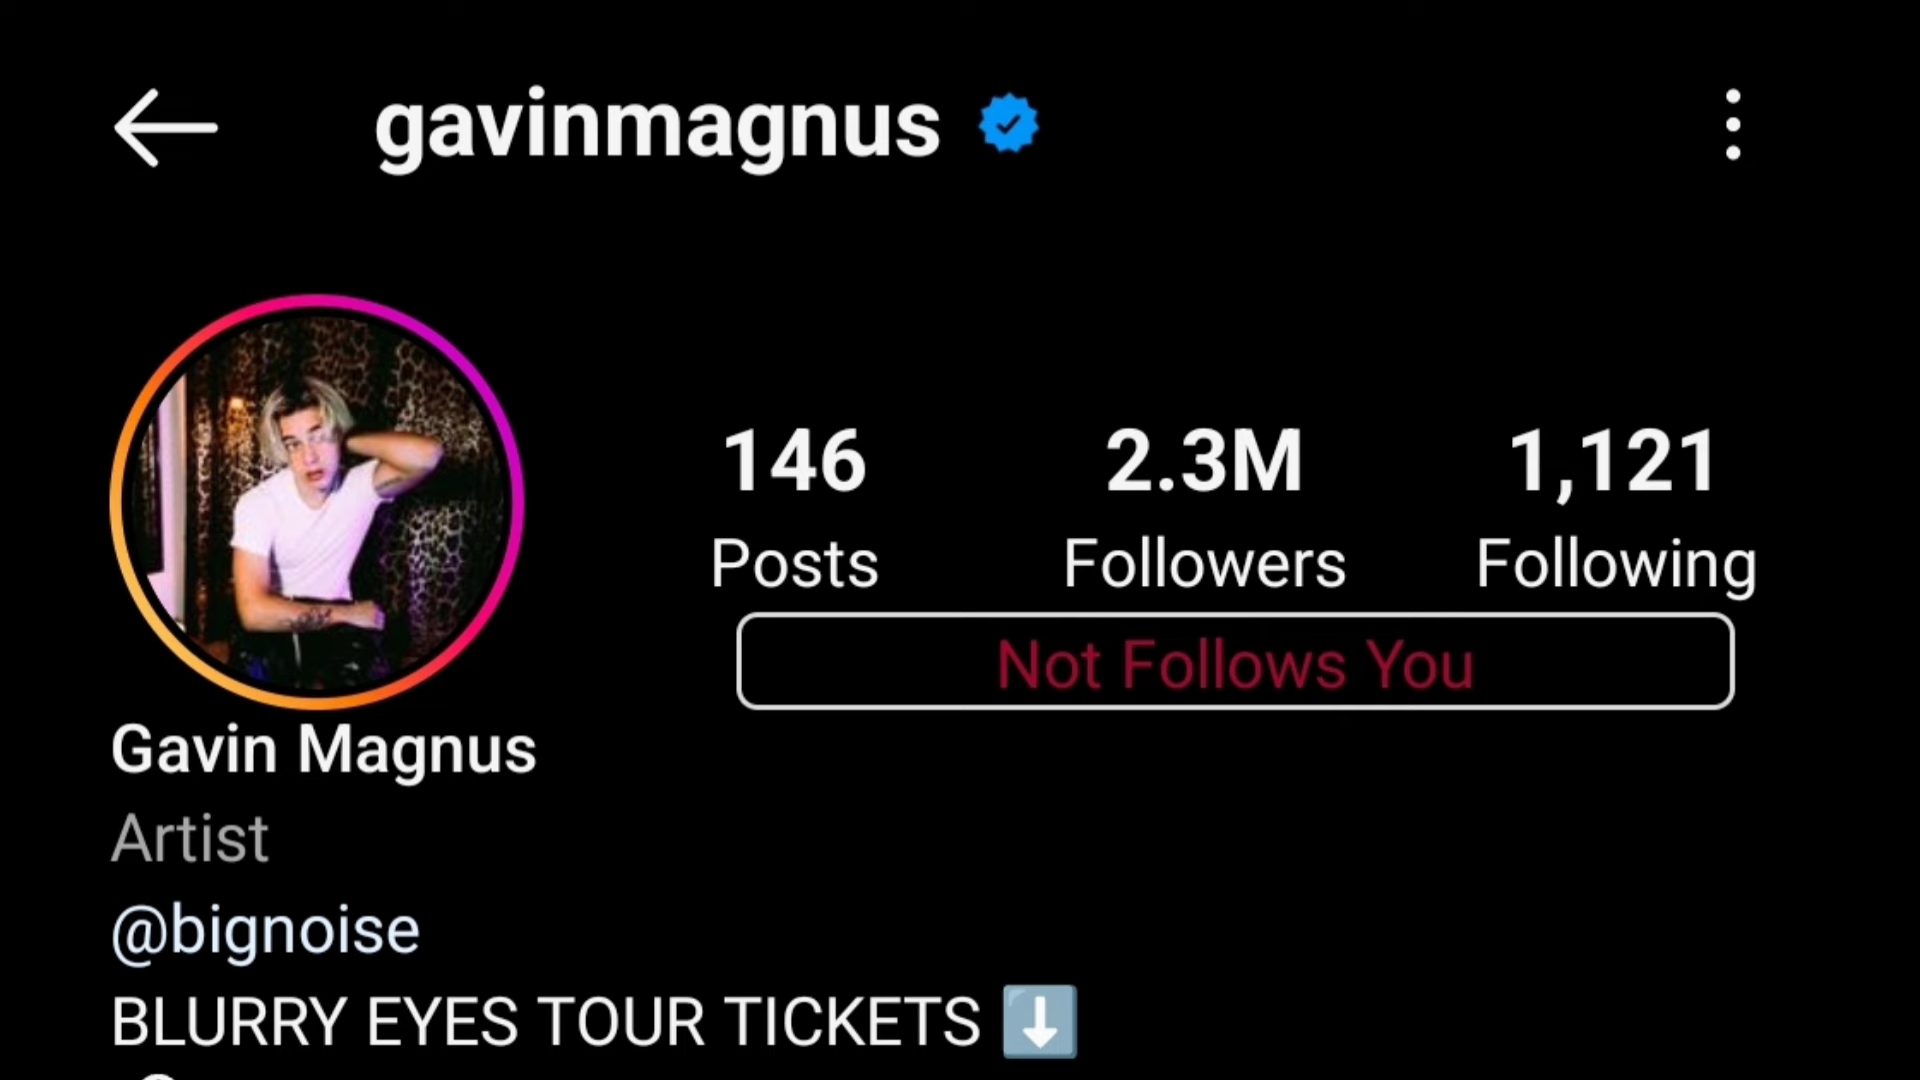 gavinmagnus
146 2.3M 1,121
Posts Followers Following
Not Follows You
Gavin Magnus
Artist
@bignoise
BLURRY EYES TOUR TICKETS ⬇️